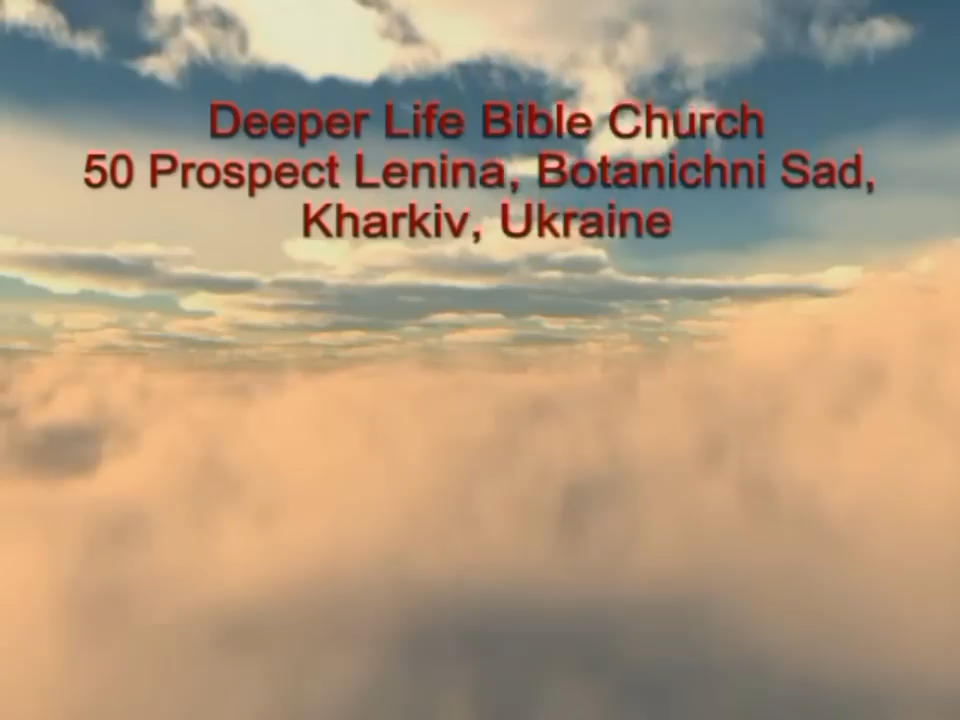 Deeper Life Bible Church
50 Prospect Lenina, Botanichni Sad,
Kharkiv, Ukraine